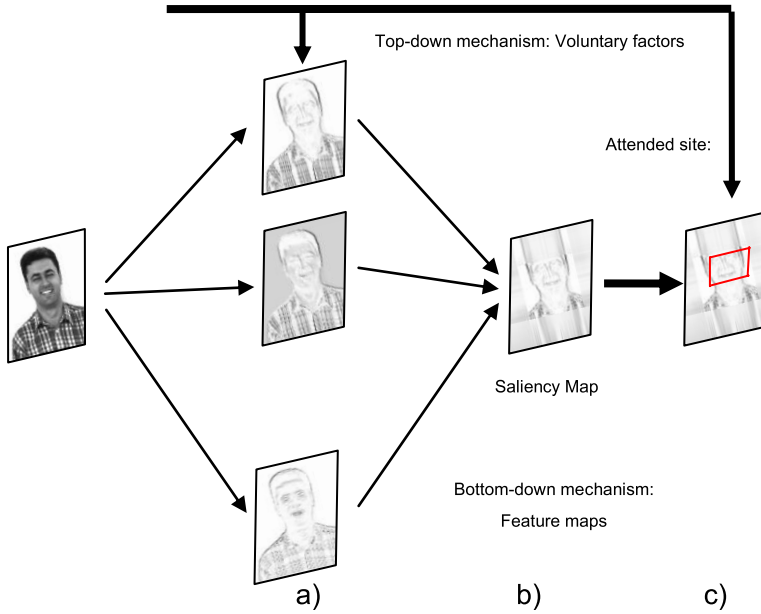 Top-down mechanism: Voluntary factors
Attended site:
Saliency Map
Bottom-down mechanism:
Feature maps
a)
b)
c)